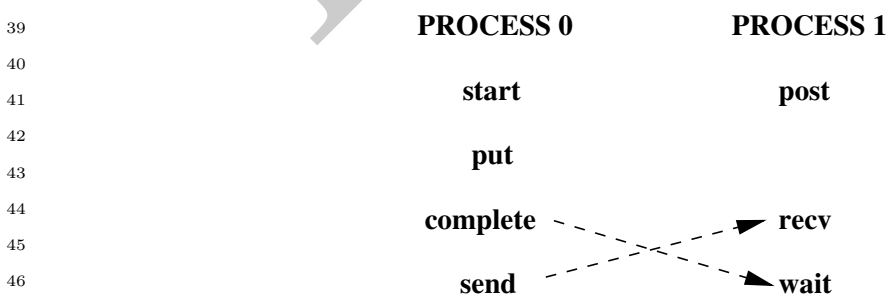 39 PROCESS 0 PROCESS 1
40
41 start post
42
43 put
44 complete recv
45
46 send wait